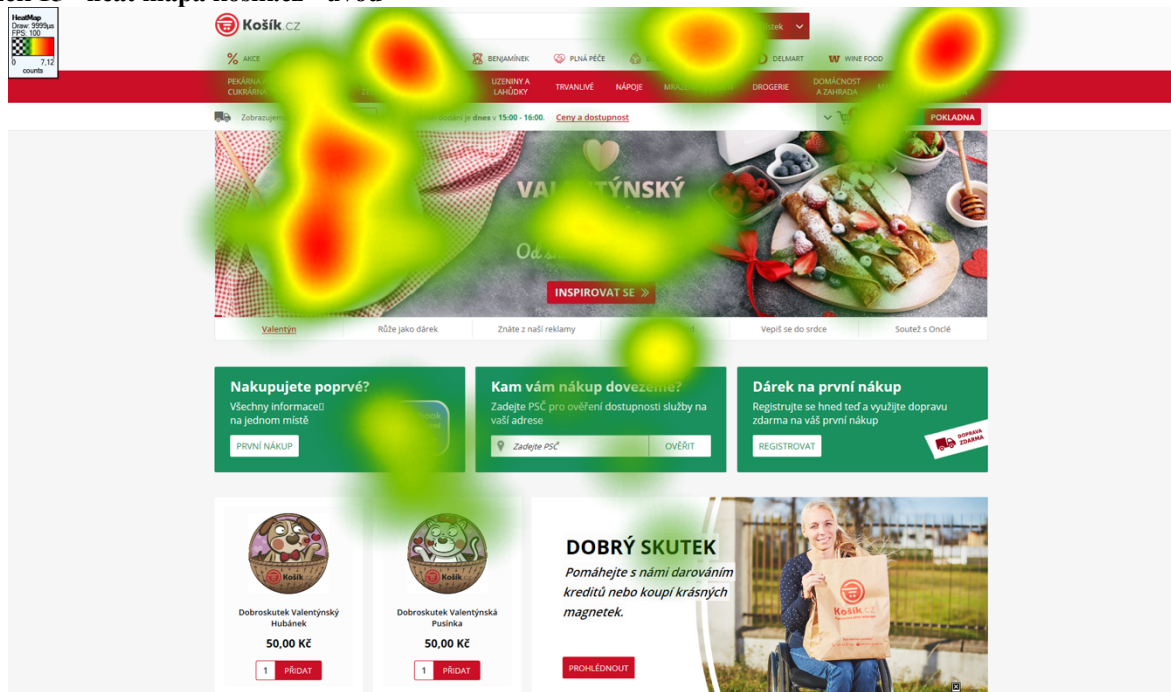 HeatMap
Draw: 9999µs
FPS: 100
0 7,12
counts
Košík.cz
AKCE
BENJAMÍNEK
PLNÁ PÉČE
DELMART
WINE FOOD
PEKÁRNA A
CUKRÁRNA
UZENINY A
LAHŮDKY
TRVANLIVÉ
NÁPOJE
DROGERIE
DOMÁCNOST
A ZAHRADA
dnes v 15:00 - 16:00.
Ceny a dostupnost
POKLADNA
VALENTÝNSKÝ
INSPIROVAT SE
Valentýn
Růže jako dárek
Znáte z naší reklamy
Vepiš se do srdce
Soutěž s Onclé
Nakupujete poprvé?
Všechny informace
na jednom místě
PRVNÍ NÁKUP
Kam vám nákup dovezeme?
Zadejte PSČ pro ověření dostupnosti služby na
vaší adrese
Zadejte PSČ
OVĚŘIT
Dárek na první nákup
Registrujte se hned teď a využijte dopravu
zdarma na váš první nákup
REGISTROVAT
DOPRAVA
ZDARMA
Košík.cz
Dobroskutek Valentýnský
Hubánek
50,00 Kč
1 PŘIDAT
Košík.cz
Dobroskutek Valentýnská
Pusinka
50,00 Kč
1 PŘIDAT
DOBRÝ SKUTEK
Pomáhejte s námi darováním
kreditů nebo koupí krásných
magnetek.
PROHLÉDNOUT
Košík.cz